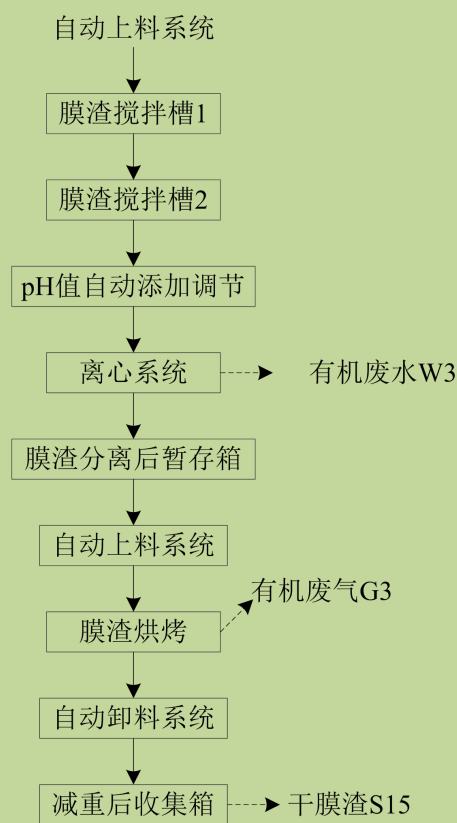 自动上料系统
膜渣搅拌槽1
膜渣搅拌槽2
pH值自动添加调节
离心系统
有机废水W3
膜渣分离后暂存箱
自动上料系统
有机废气G3
膜渣烘烤
自动卸料系统
减重后收集箱
干膜渣S15